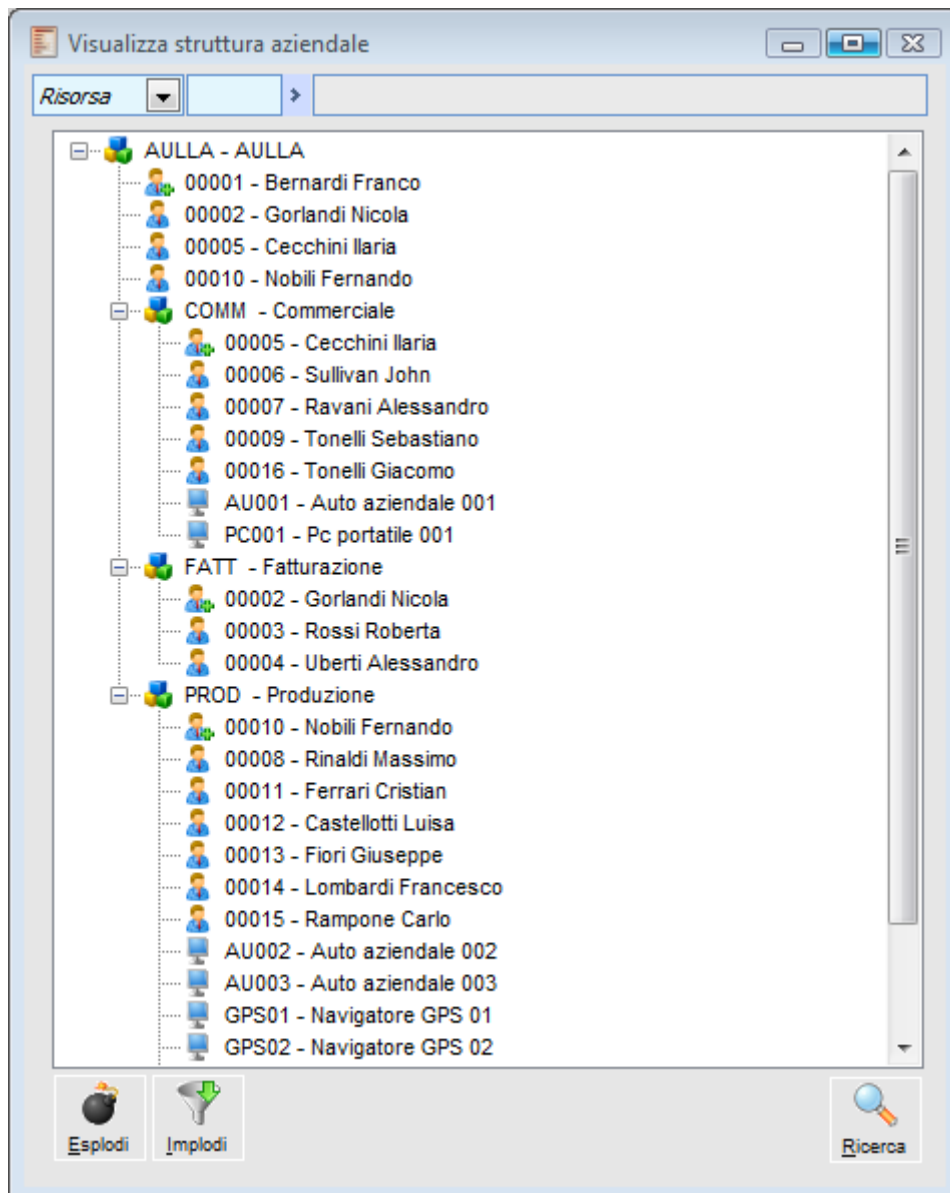 Visualizza struttura aziendale
Risorsa
AULLA - AULLA
00001 - Bernardi Franco
00002 - Gorlandi Nicola
00005 - Cecchini Ilaria
00010 - Nobili Fernando
COMM - Commerciale
00005 - Cecchini Ilaria
00006 - Sullivan John
00007 - Ravani Alessandro
00009 - Tonelli Sebastiano
00016 - Tonelli Giacomo
AU001 - Auto aziendale 001
PC001 - Pc portatile 001
FATT - Fatturazione
00002 - Gorlandi Nicola
00003 - Rossi Roberta
00004 - Uberti Alessandro
PROD - Produzione
00010 - Nobili Fernando
00008 - Rinaldi Massimo
00011 - Ferrari Cristian
00012 - Castellotti Luisa
00013 - Fiori Giuseppe
00014 - Lombardi Francesco
00015 - Rampone Carlo
AU002 - Auto aziendale 002
AU003 - Auto aziendale 003
GPS01 - Navigatore GPS 01
GPS02 - Navigatore GPS 02
Esplodi Implodi Ricerca